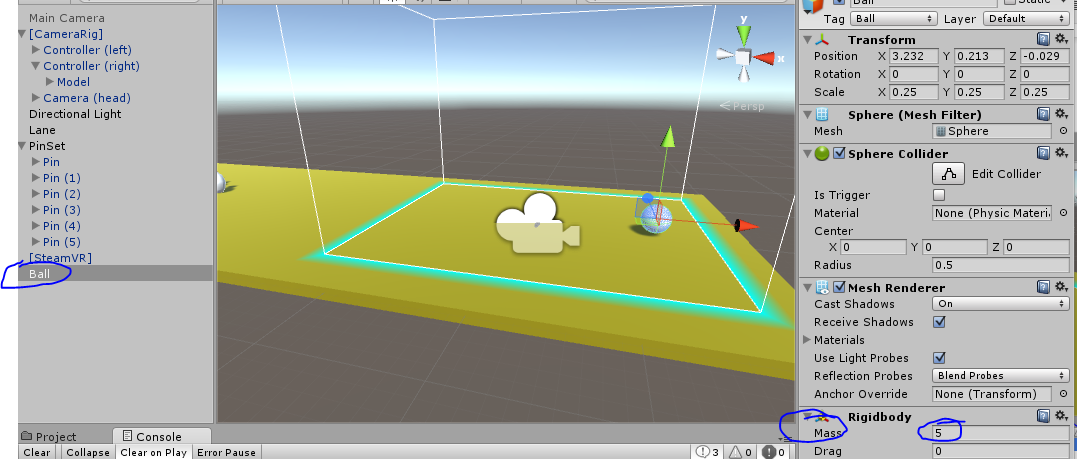 Main Camera
[CameraRig]
Controller (left)
Controller (right)
Model
Camera (head)
Directional Light
Lane
PinSet
Pin
Pin (1)
Pin (2)
Pin (3)
Pin (4)
Pin (5)
[SteamVR]
Ball
y
x
Persp
Project
Console
Clear
Collapse
Clear on Play
Error Pause
3
0
0
Ball
Static
Tag Ball Layer Default
Transform
Position X 3.232 Y 0.213 Z -0.029
Rotation X 0 Y 0 Z 0
Scale X 0.25 Y 0.25 Z 0.25
Sphere (Mesh Filter)
Mesh Sphere
Sphere Collider
Edit Collider
Is Trigger
Material None (Physic Materi
Center
X 0 Y 0 Z 0
Radius 0.5
Mesh Renderer
Cast Shadows On
Receive Shadows
Materials
Use Light Probes
Reflection Probes Blend Probes
Anchor Override None (Transform)
Rigidbody
Mass 5
Drag 0